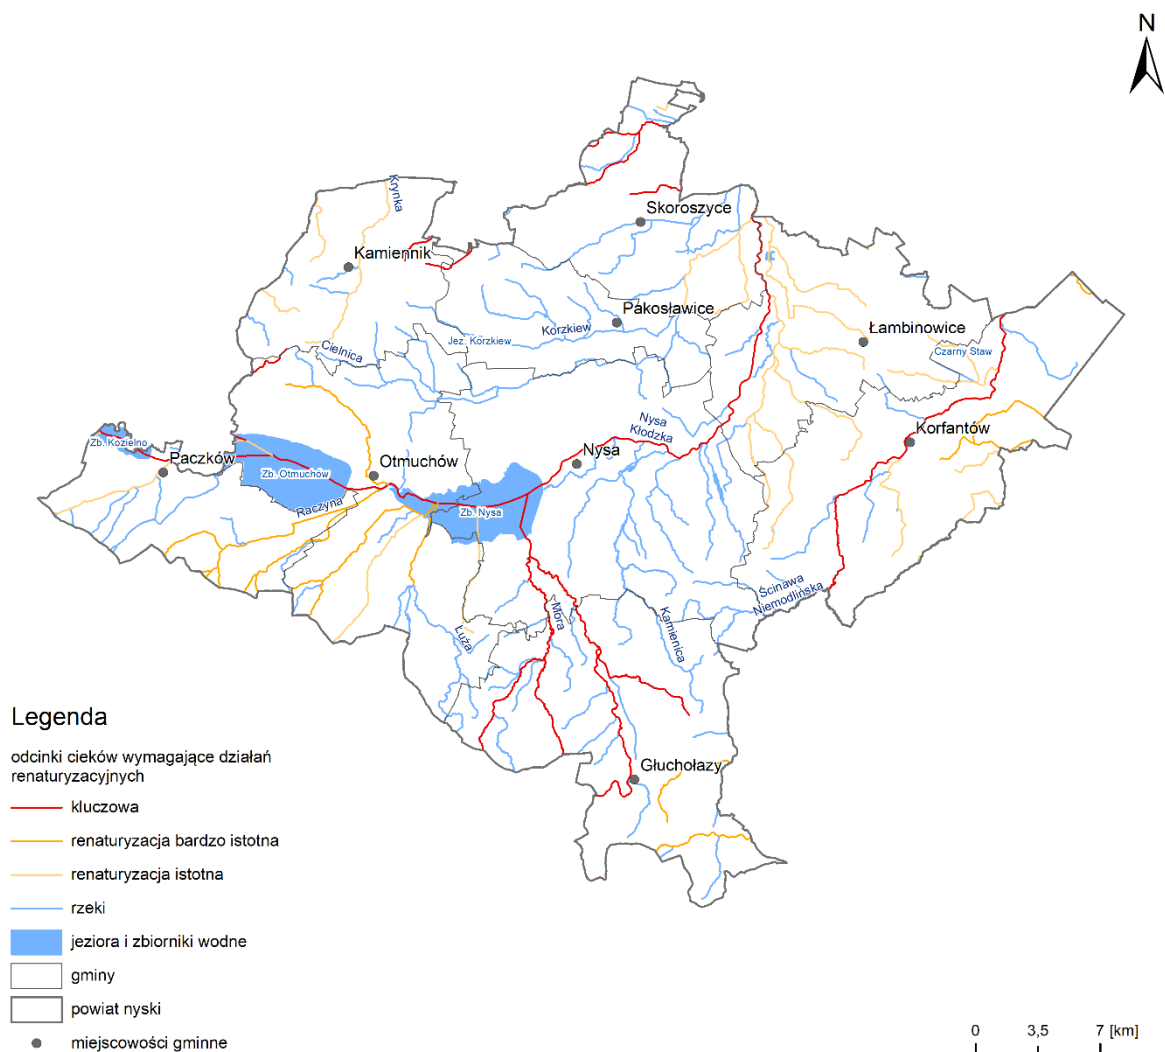 N
Skoroszyce
Krynka
Kamiennik
Pakosławice
Korzkiew
Jez. Korzkiew
Łambinowice
Czarny Staw
Cielnica
Nysa
Kłodzka
Korfantów
Zb. Kozielno
Paczków
Otmuchów
Nysa
Zb. Otmuchów
Raczyna
Zb. Nysa
Ścinawa
Niemodlińska
Mora
Kamienica
Łuża
Głuchołazy
Legenda
odcinki cieków wymagające działań
renaturyzacyjnych
kluczowa
renaturyzacja bardzo istotna
renaturyzacja istotna
rzeki
jeziora i zbiorniki wodne
gminy
powiat nyski
miejscowości gminne
0 3,5 7 [km]